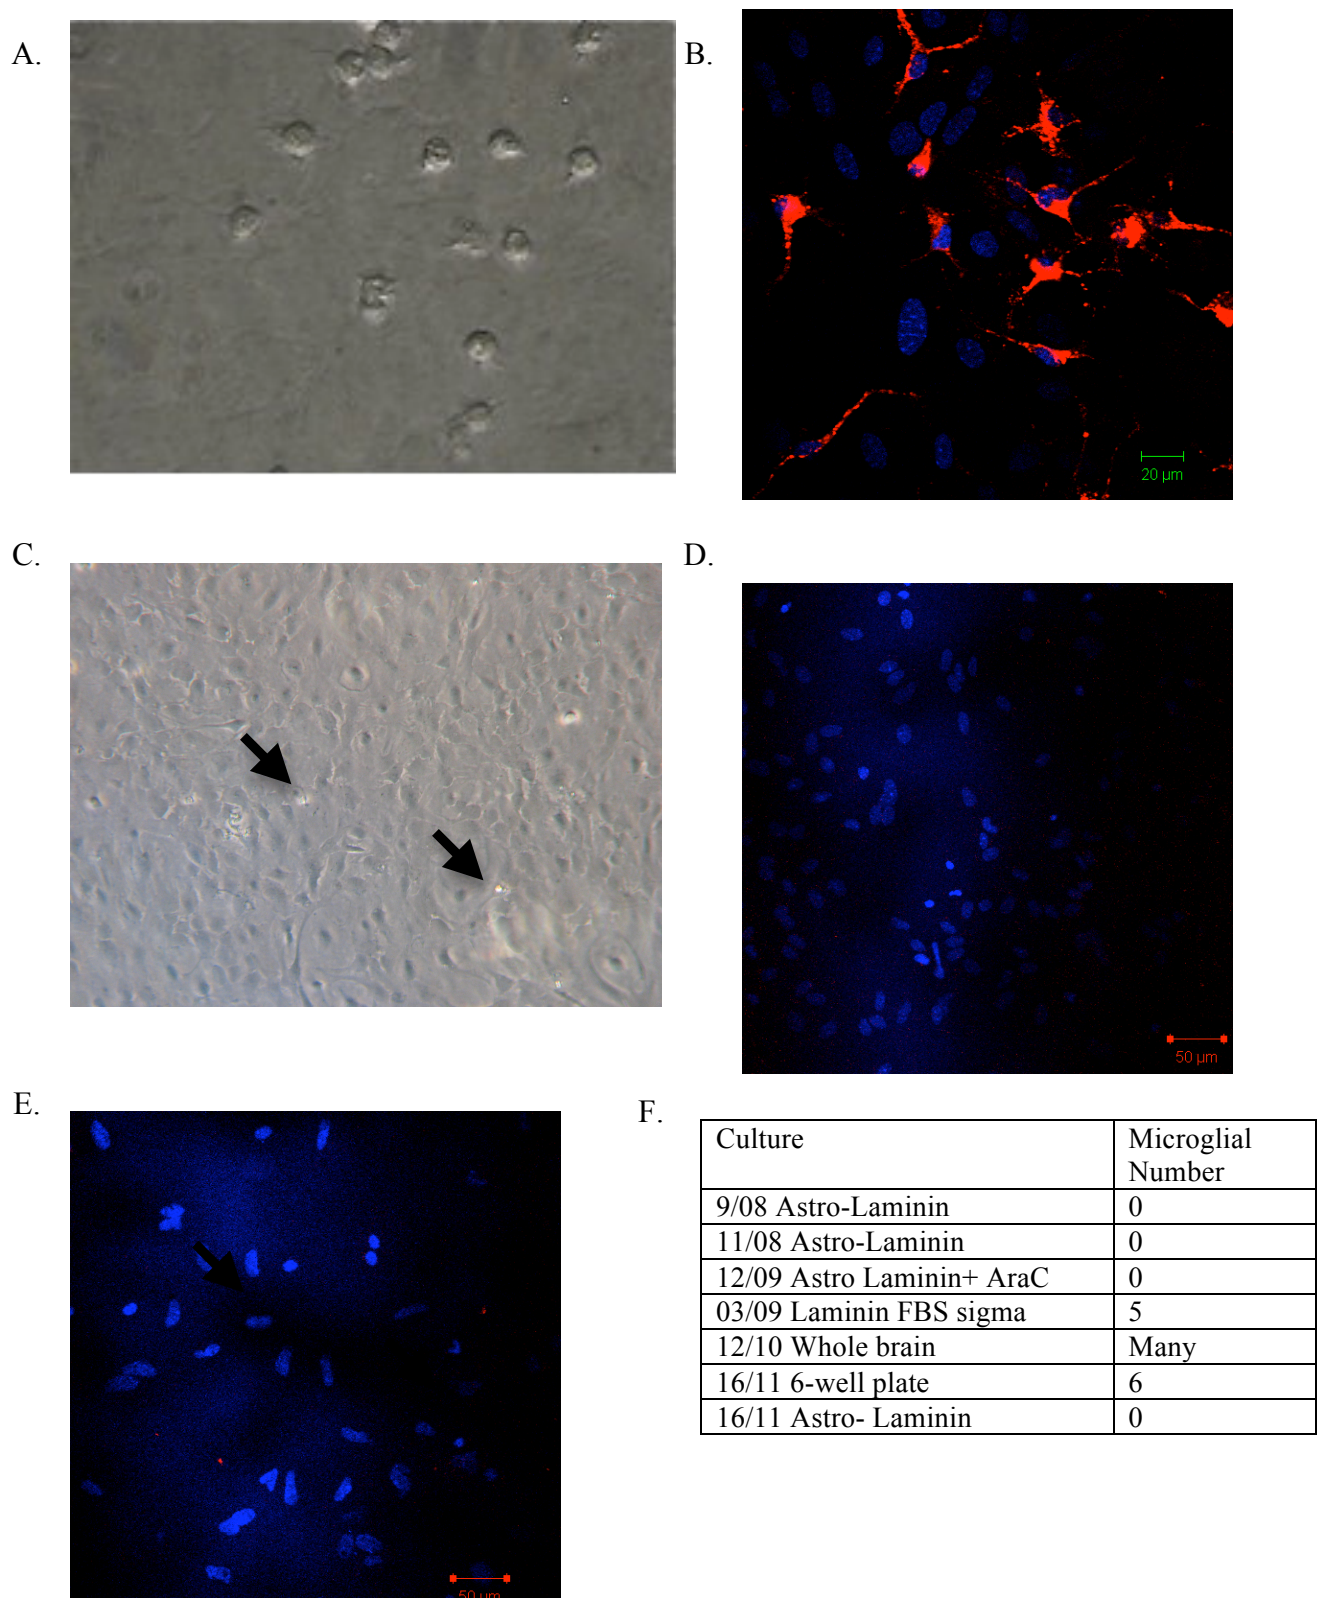 A.
B.
20 µm
C.
D.
50 µm
E.
50 µm
F.
Culture Microglial Number
9/08 Astro-Laminin 0
11/08 Astro-Laminin 0
12/09 Astro Laminin+ AraC 0
03/09 Laminin FBS sigma 5
12/10 Whole brain Many
16/11 6-well plate 6
16/11 Astro- Laminin 0